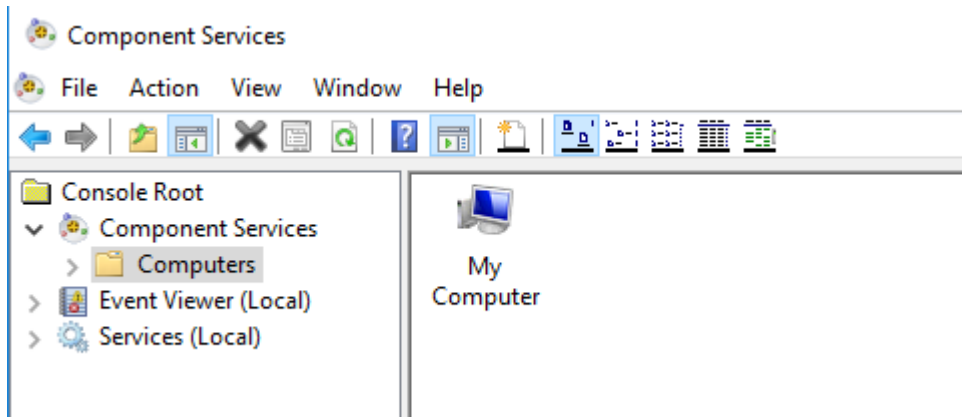 Component Services
File Action View Window Help
Console Root
Component Services
Computers
Event Viewer (Local)
Services (Local)
My
Computer